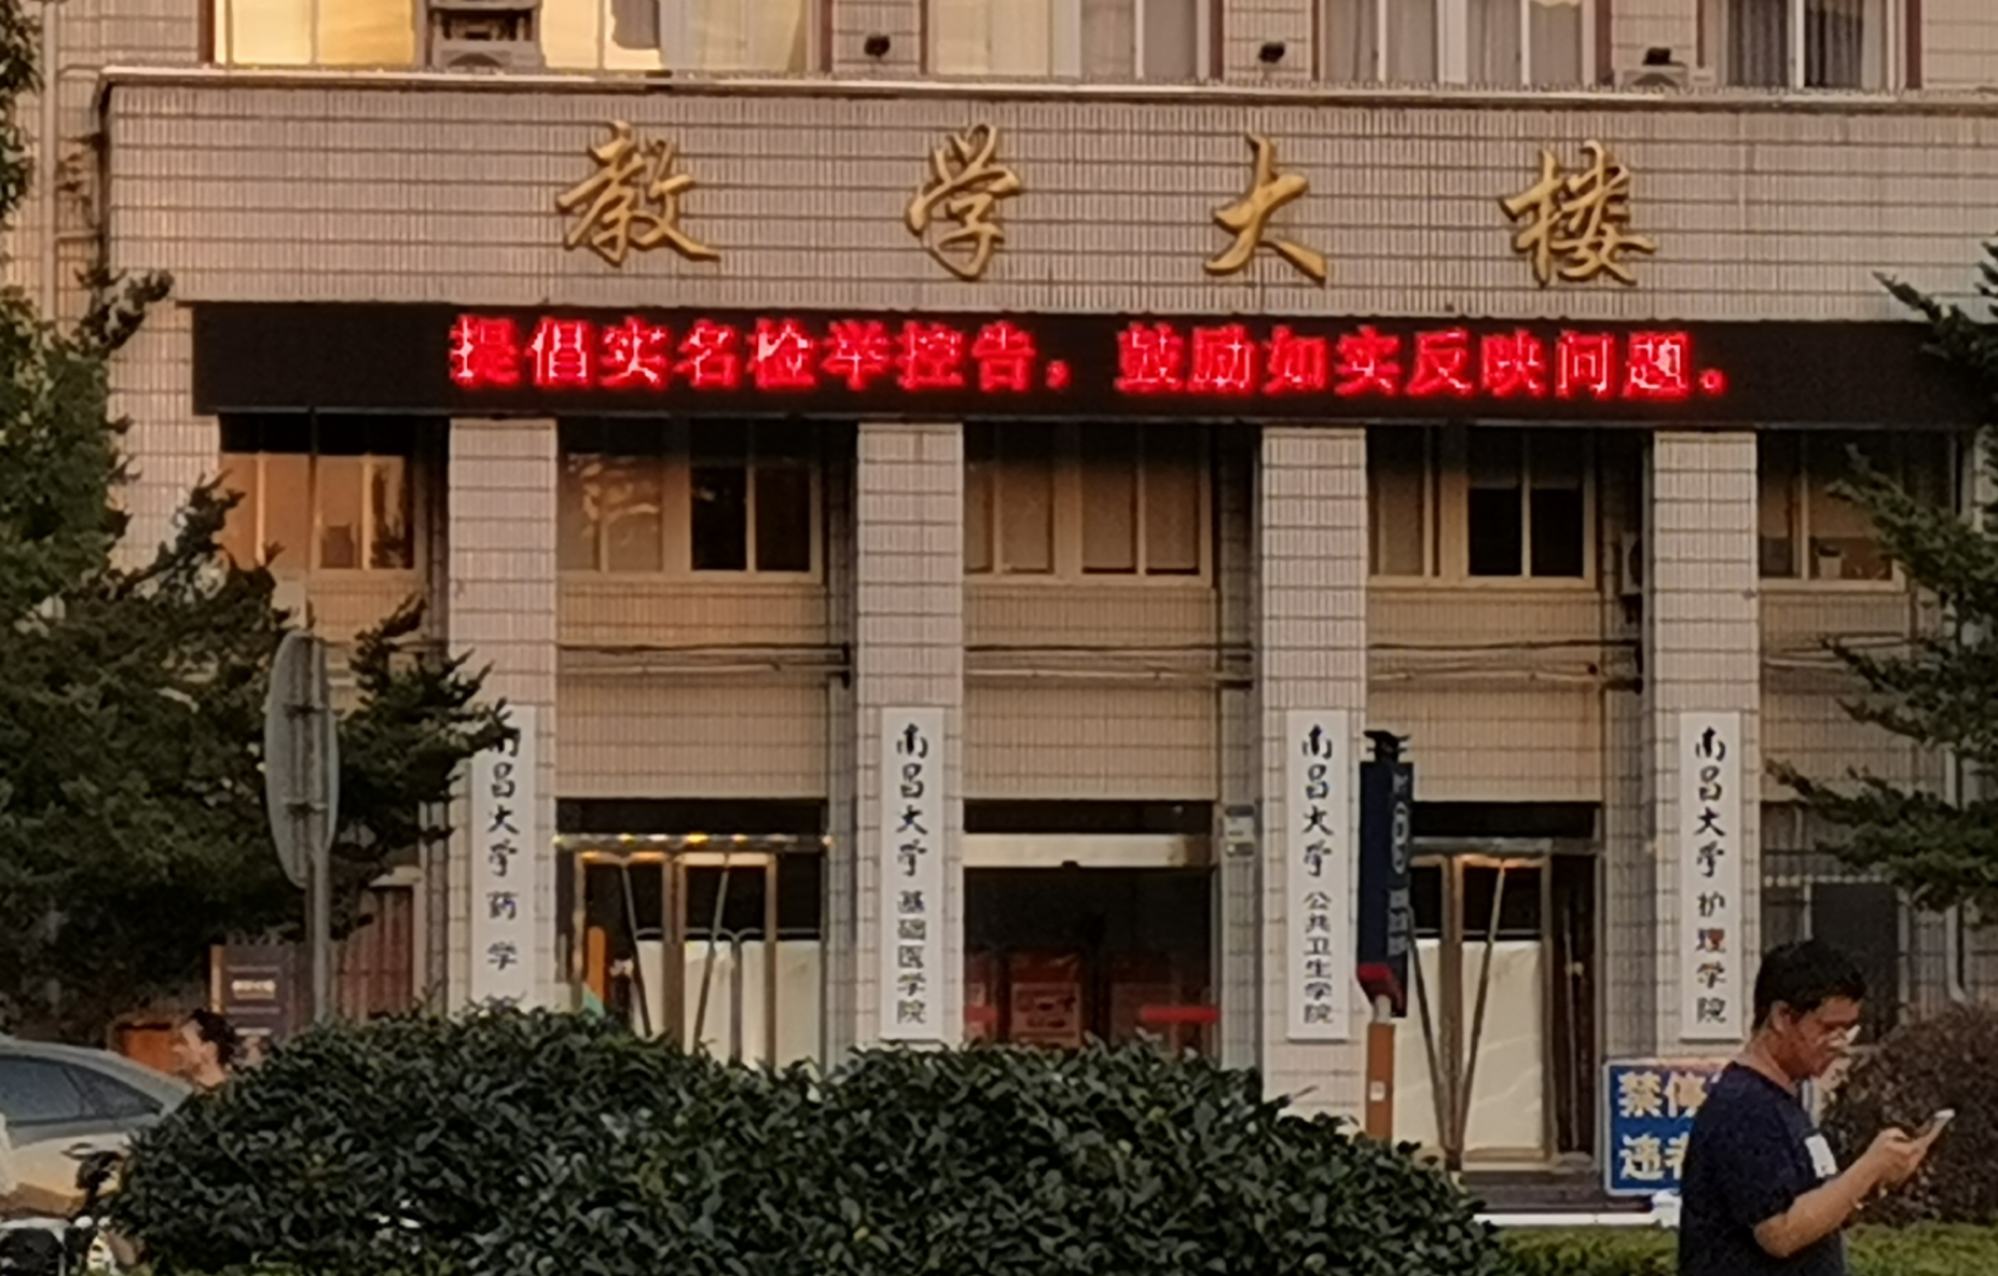 教学大楼
提倡实名检举控告，鼓励如实反映问题。
南昌大学 药学
南昌大学 基础医学院
南昌大学 公共卫生学院
南昌大学 护理学院
禁停
违者